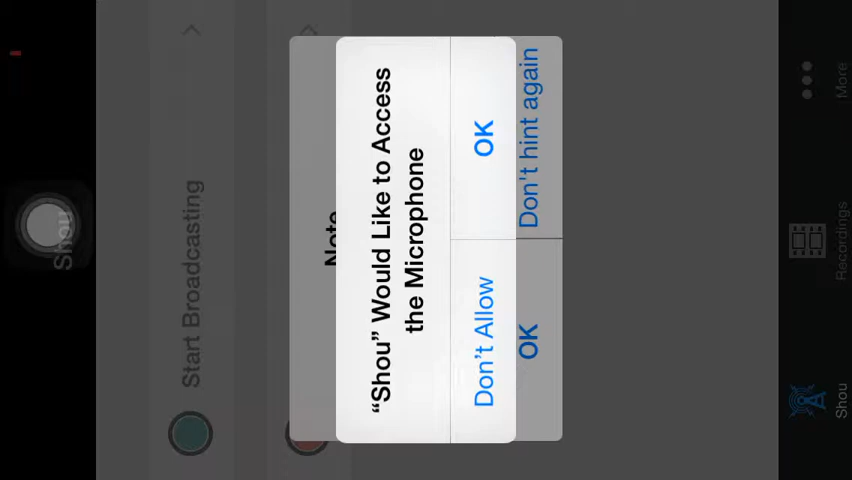 Shou
Start Broadcasting
Note
“Shou” Would Like to Access
the Microphone
Don't Allow
OK
OK
Don't hint again
Shou
Recordings
More